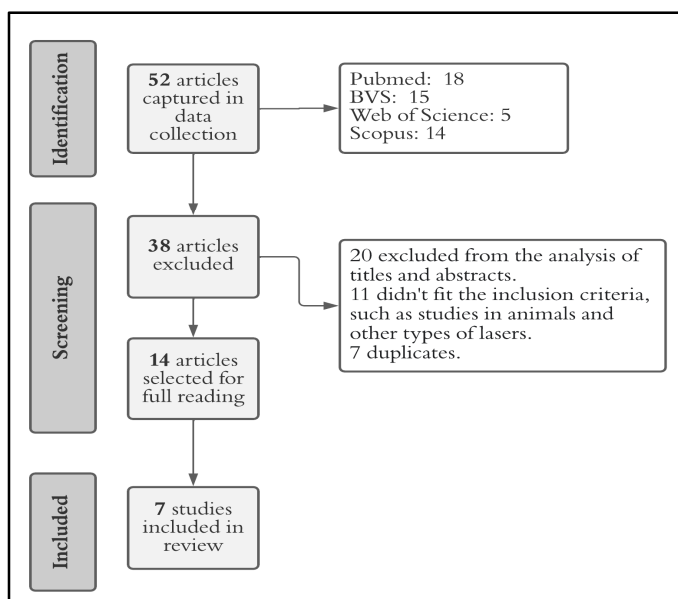 Identification
52 articles
captured in
data
collection
Pubmed: 18
BVS: 15
Web of Science: 5
Scopus: 14
Screening
38 articles
excluded
20 excluded from the analysis of
titles and abstracts.
11 didn't fit the inclusion criteria,
such as studies in animals and
other types of lasers.
7 duplicates.
14 articles
selected for
full reading
Included
7 studies
included in
review